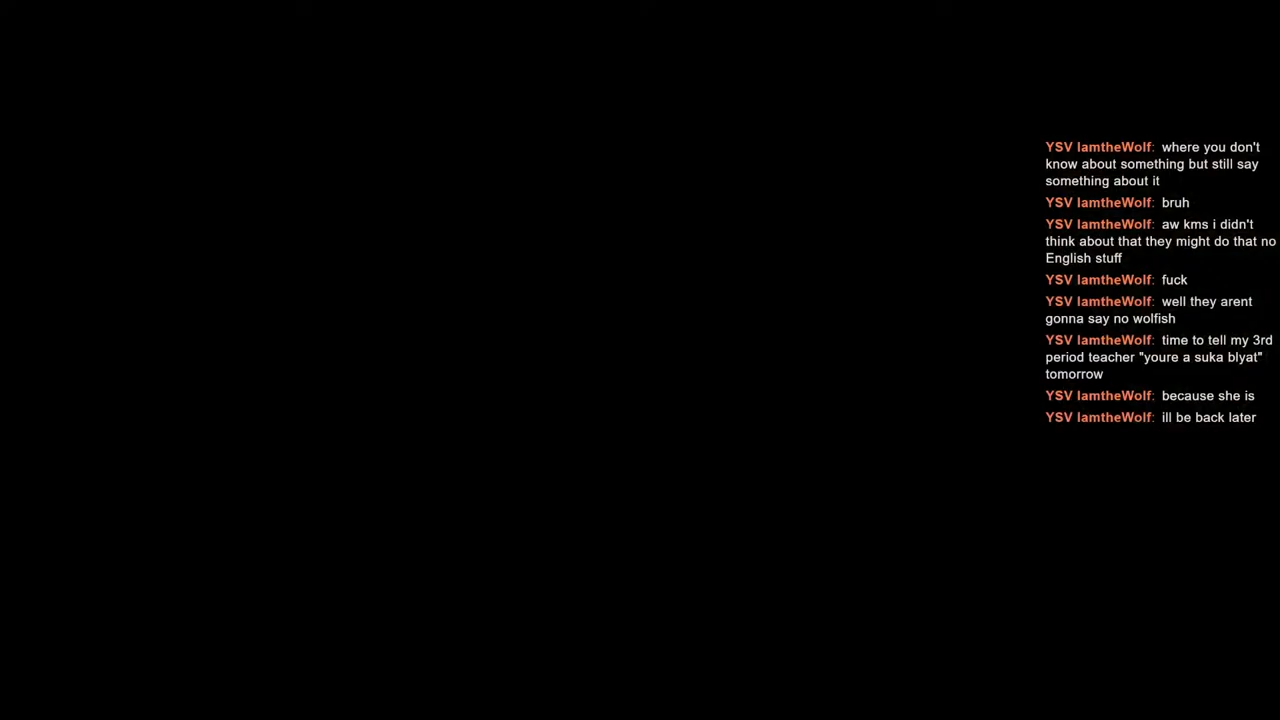 YSV IamtheWolf: where you don't
know about something but still say
something about it
YSV IamtheWolf: bruh
YSV IamtheWolf: aw kms i didn't
think about that they might do that no
English stuff
YSV IamtheWolf: fuck
YSV IamtheWolf: well they arent
gonna say no wolfish
YSV IamtheWolf: time to tell my 3rd
period teacher "youre a suka blyat"
tomorrow
YSV IamtheWolf: because she is
YSV IamtheWolf: ill be back later